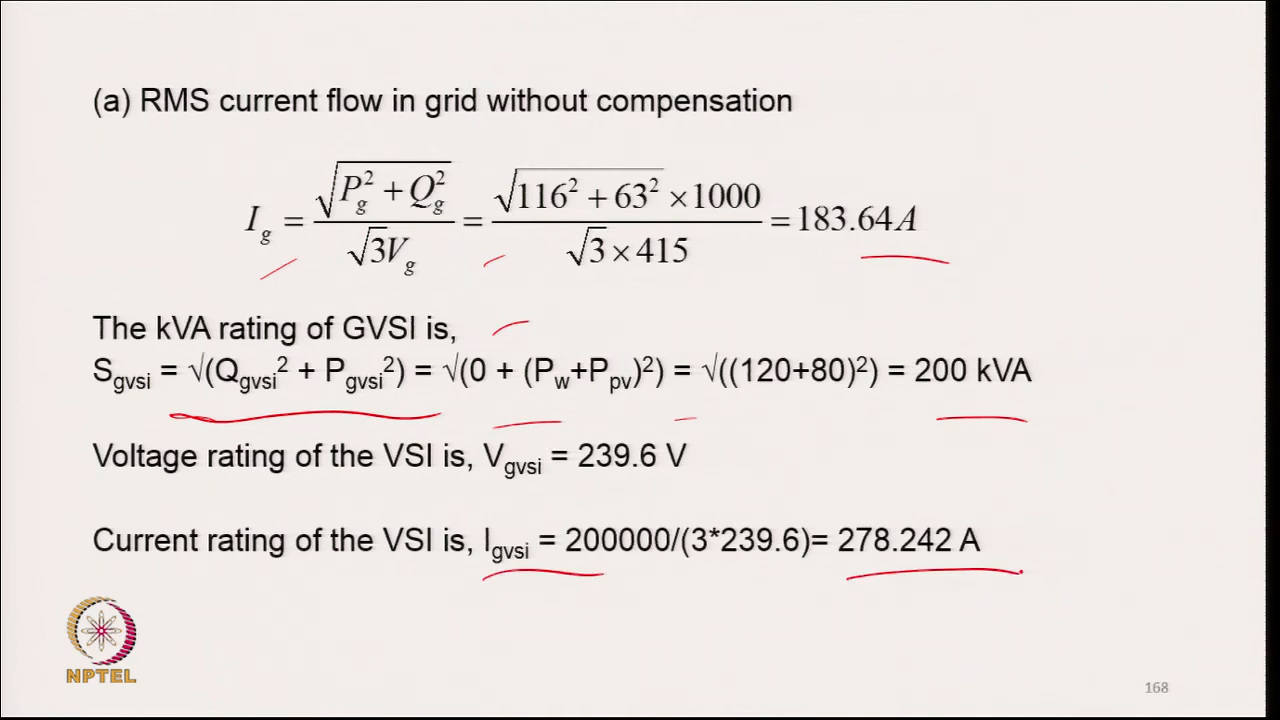 (a) RMS current flow in grid without compensation
I_g = √(P_g² + Q_g²) / (√3 V_g) = (√(116² + 63²) × 1000) / (√3 × 415) = 183.64 A
The kVA rating of GVSI is,
S_gvsi = √(Q_gvsi² + P_gvsi²) = √(0 + (P_w+P_pv)²) = √((120+80)²) = 200 kVA
Voltage rating of the VSI is, V_gvsi = 239.6 V
Current rating of the VSI is, I_gvsi = 200000/(3*239.6)= 278.242 A
NPTEL
168